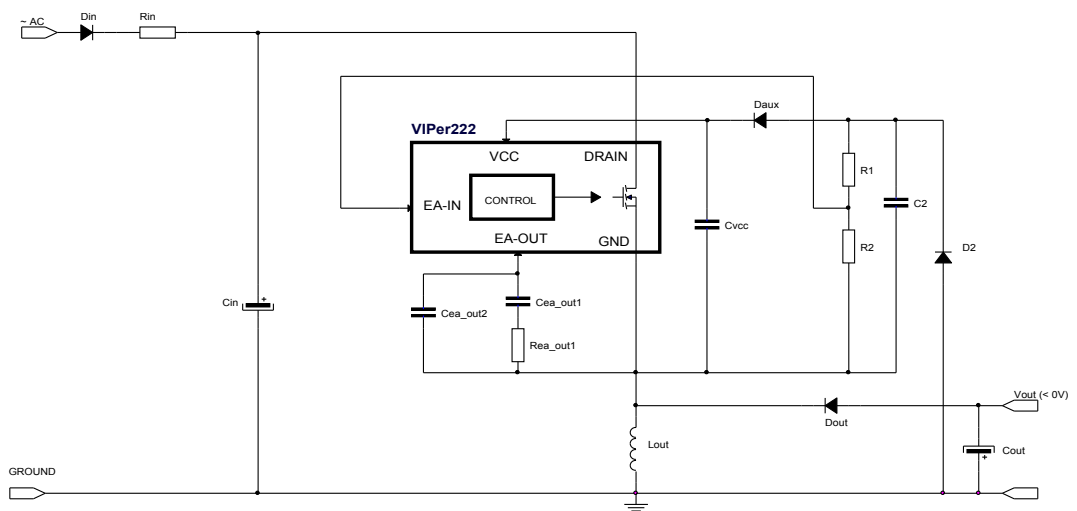 ~ AC
Din
Rin
Daux
VIPer222
VCC
DRAIN
R1
EA-IN
CONTROL
C2
Cvcc
EA-OUT
GND
R2
D2
Cin
+
Cea_out1
Cea_out2
Rea_out1
Vout (< 0V)
Dout
Lout
Cout
+
GROUND